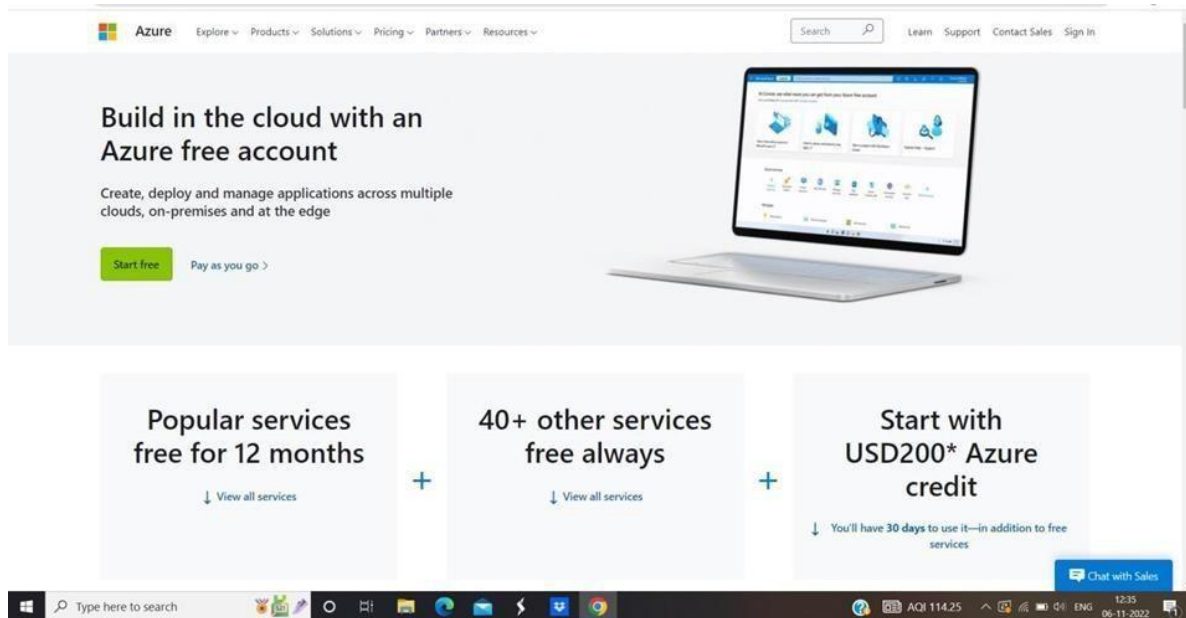 Azure Explore Products Solutions Pricing Partners Resources Search Learn Support Contact Sales Sign In
Build in the cloud with an
Azure free account
Create, deploy and manage applications across multiple
clouds, on-premises and at the edge
Start free Pay as you go >
Popular services
free for 12 months
↓ View all services
+
40+ other services
free always
↓ View all services
+
Start with
USD200* Azure
credit
↓ You'll have 30 days to use it—in addition to free
services
Chat with Sales
Type here to search
AQI 114.25 ENG 12:35
06-11-2022